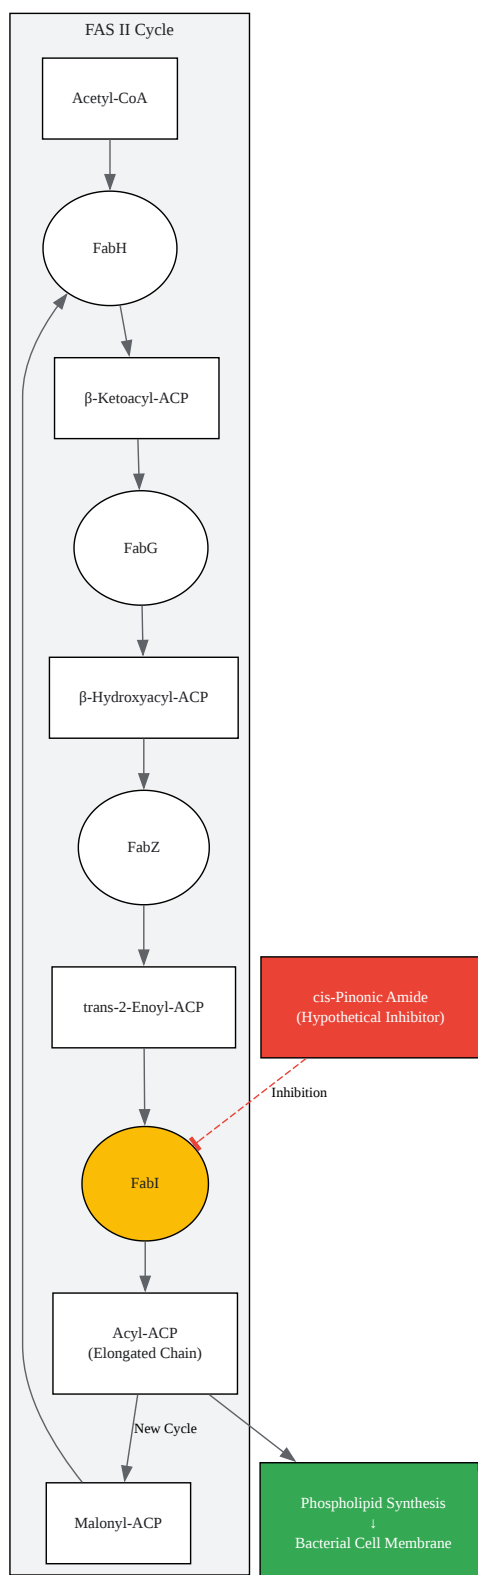 FAS II Cycle
Acetyl-CoA
FabH
β-Ketoacyl-ACP
FabG
β-Hydroxyacyl-ACP
FabZ
trans-2-Enoyl-ACP
cis-Pinonic Amide
(Hypothetical Inhibitor)
Inhibition
FabI
Acyl-ACP
(Elongated Chain)
New Cycle
Malonyl-ACP
Phospholipid Synthesis
↓
Bacterial Cell Membrane